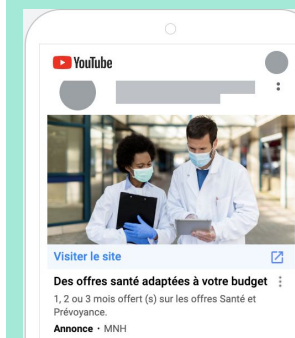 YouTube
Visiter le site
Des offres santé adaptées à votre budget
1, 2 ou 3 mois offert (s) sur les offres Santé et
Prévoyance.
Annonce · MNH